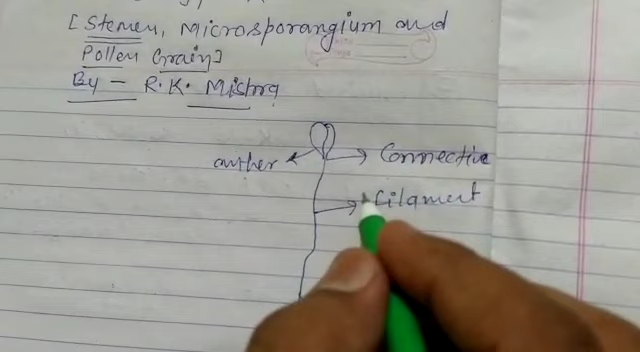 [Stemen, Microsporangium and
Pollen Grain]
By — R.K. Mishra
anther
Connective
filament